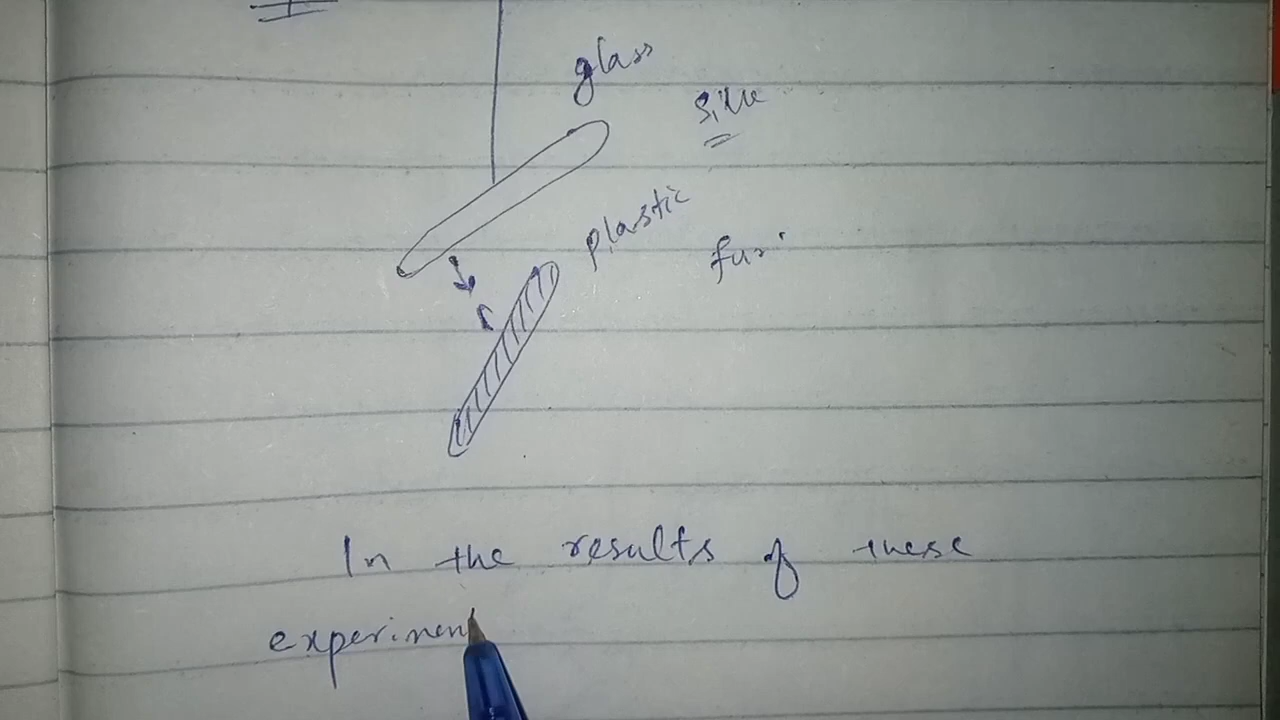 glass
silk
plastic
fur.
In the results of these
experimen